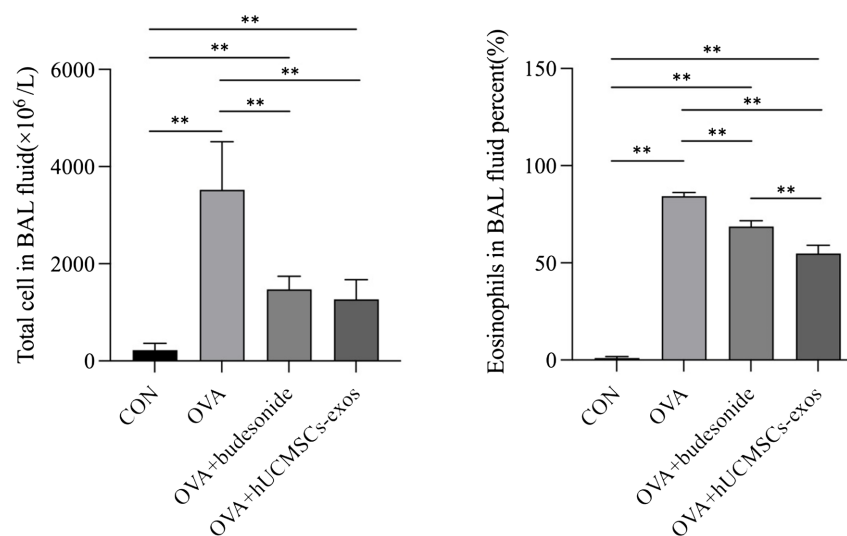 Total cell in BAL fluid(×10⁶/L)
6000
4000
2000
0
**
**
**
**
**
CON
OVA
OVA+budesonide
OVA+hUCMSCs-exos
Eosinophils in BAL fluid percent(%)
150
100
50
0
**
**
**
**
**
**
CON
OVA
OVA+budesonide
OVA+hUCMSCs-exos